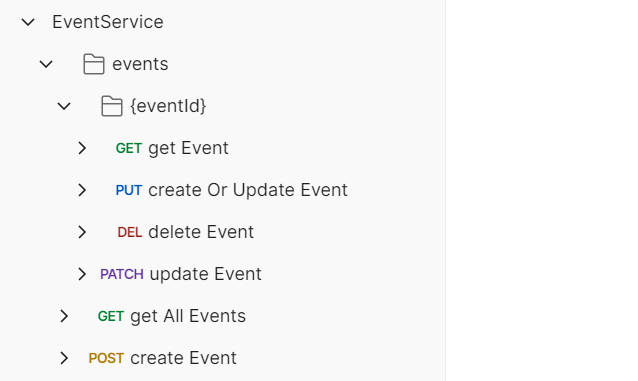 EventService
events
{eventId}
GET get Event
PUT create Or Update Event
DEL delete Event
PATCH update Event
GET get All Events
POST create Event